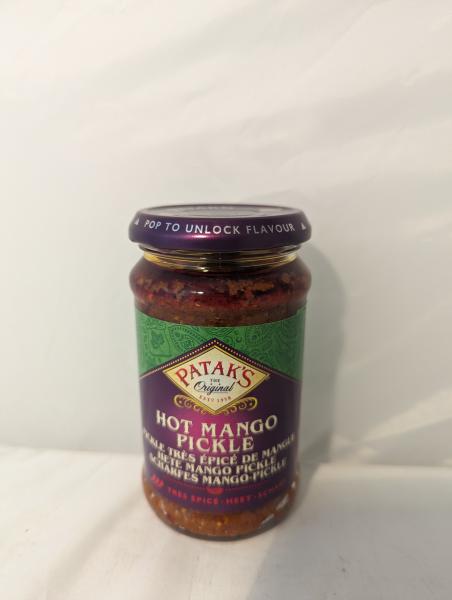 POP TO UNLOCK FLAVOUR
PATAK'S
THE
Original
ESTD 1958
HOT MANGO
PICKLE
PICKLE TRÈS ÉPICÉ DE MANGUE
HETE MANGO PICKLE
SCHARFES MANGO-PICKLE
TRÈS ÉPICÉ • HEET • SCHARF